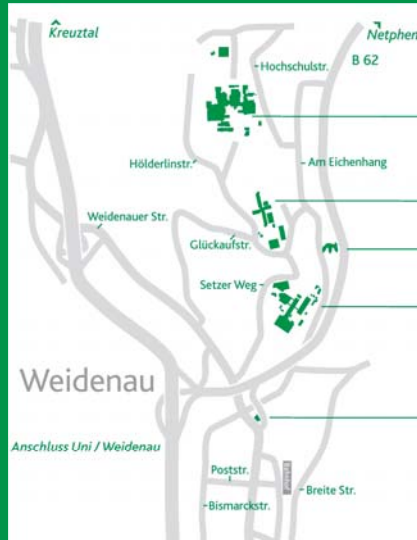 Kreuztal
Netphen
B 62
Hochschulstr.
Hölderlinstr.
Am Eichenhang
Weidenauer Str.
Glückaufstr.
Setzer Weg
Weidenau
Anschluss Uni / Weidenau
Poststr.
Bahnhof
Breite Str.
Bismarckstr.